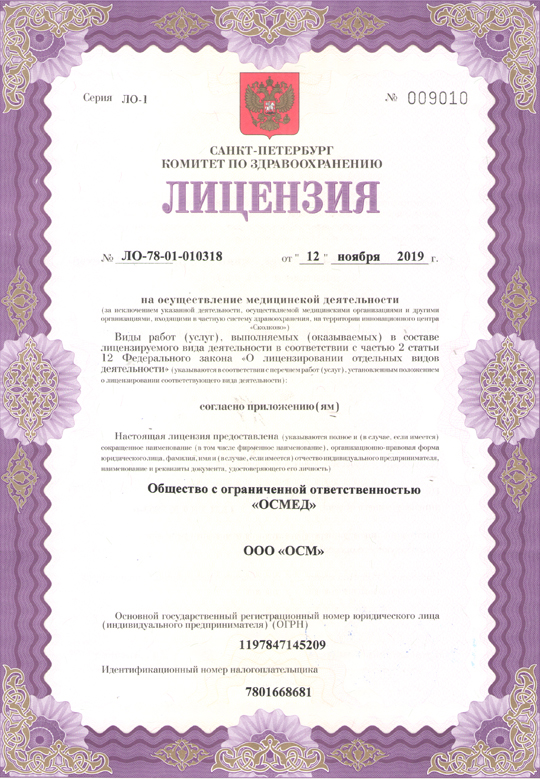 Серия ЛО-1 № 009010
САНКТ-ПЕТЕРБУРГ
КОМИТЕТ ПО ЗДРАВООХРАНЕНИЮ
ЛИЦЕНЗИЯ
№ ЛО-78-01-010318 от " 12 " ноября 2019 г.
на осуществление медицинской деятельности
(за исключением указанной деятельности, осуществляемой медицинскими организациями и другими
организациями, входящими в частную систему здравоохранения, на территории инновационного центра
«Сколково»)
Виды работ (услуг), выполняемых (оказываемых) в составе
лицензируемого вида деятельности в соответствии с частью 2 статьи
12 Федерального закона «О лицензировании отдельных видов
деятельности» (указываются в соответствии с перечнем работ (услуг), установленным положением
о лицензировании соответствующего вида деятельности):
согласно приложению(ям)
Настоящая лицензия предоставлена (указываются полное и (в случае, если имеется)
сокращенное наименование (в том числе фирменное наименование), организационно-правовая форма
юридического лица, фамилия, имя и (в случае, если имеется) отчество индивидуального предпринимателя,
наименование и реквизиты документа, удостоверяющего его личность)
Общество с ограниченной ответственностью
«ОСМЕД»
ООО «ОСМ»
Основной государственный регистрационный номер юридического лица
(индивидуального предпринимателя) (ОГРН)
1197847145209
Идентификационный номер налогоплательщика
7801668681